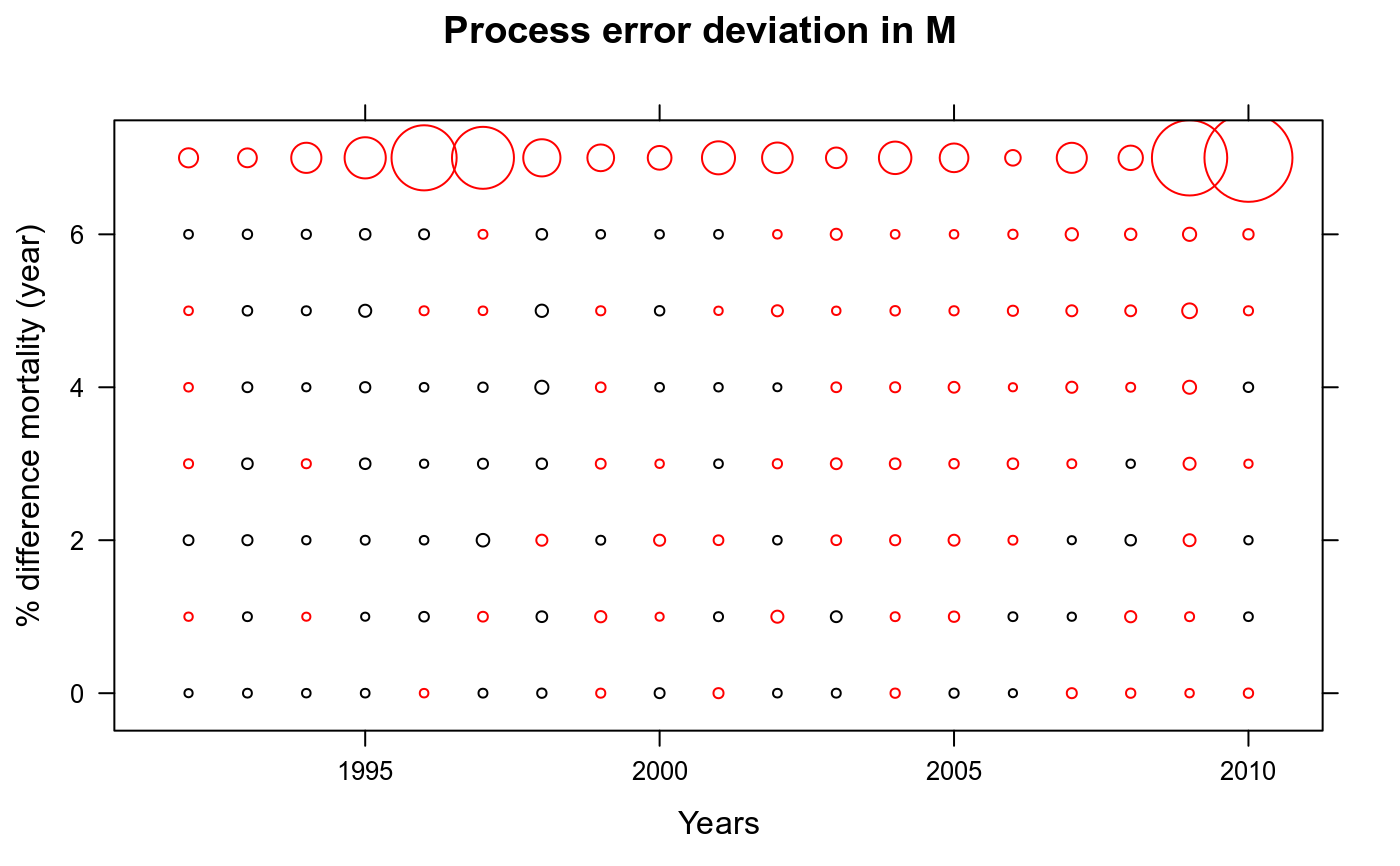 Process error deviation in M
% difference mortality (year)
6
4
2
0
1995 2000 2005 2010
Years